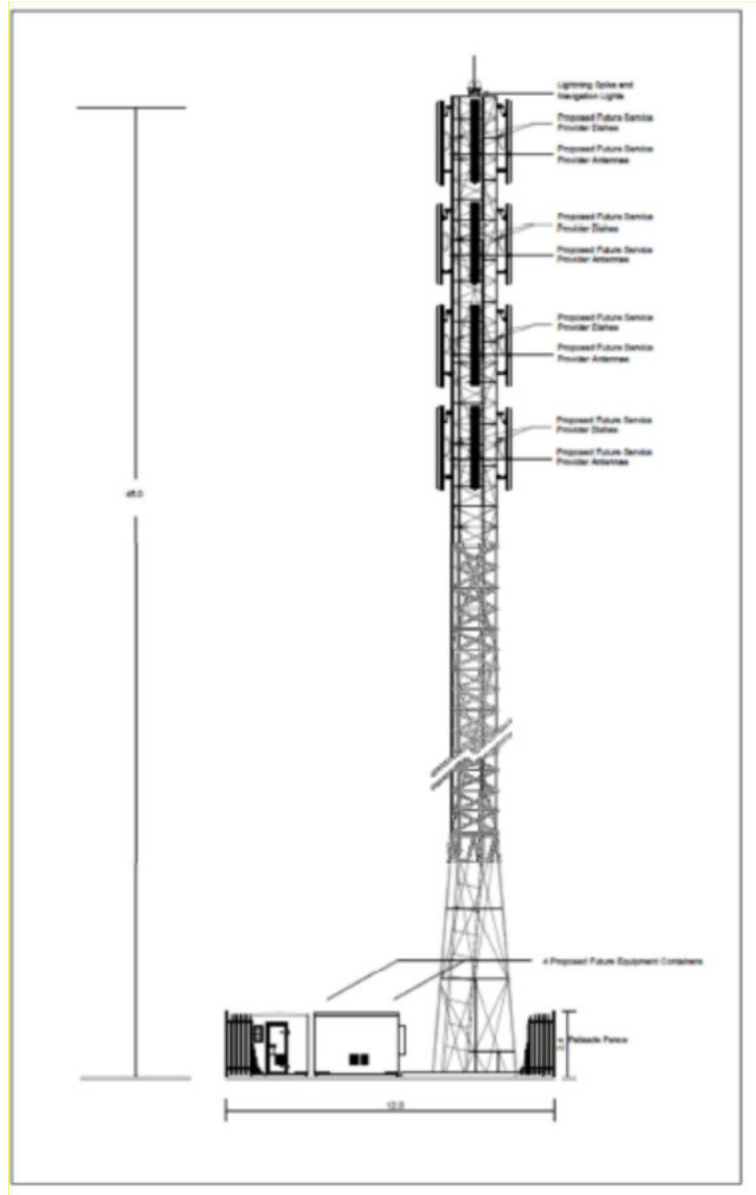 Lightning Spike and
Navigation Lights
Proposed Future Service
Provider Dishes
Proposed Future Service
Provider Antennas
Proposed Future Service
Provider Dishes
Proposed Future Service
Provider Antennas
Proposed Future Service
Provider Dishes
Proposed Future Service
Provider Antennas
Proposed Future Service
Provider Dishes
Proposed Future Service
Provider Antennas
4 Proposed Future Equipment Containers
Palisade Fence
12.0